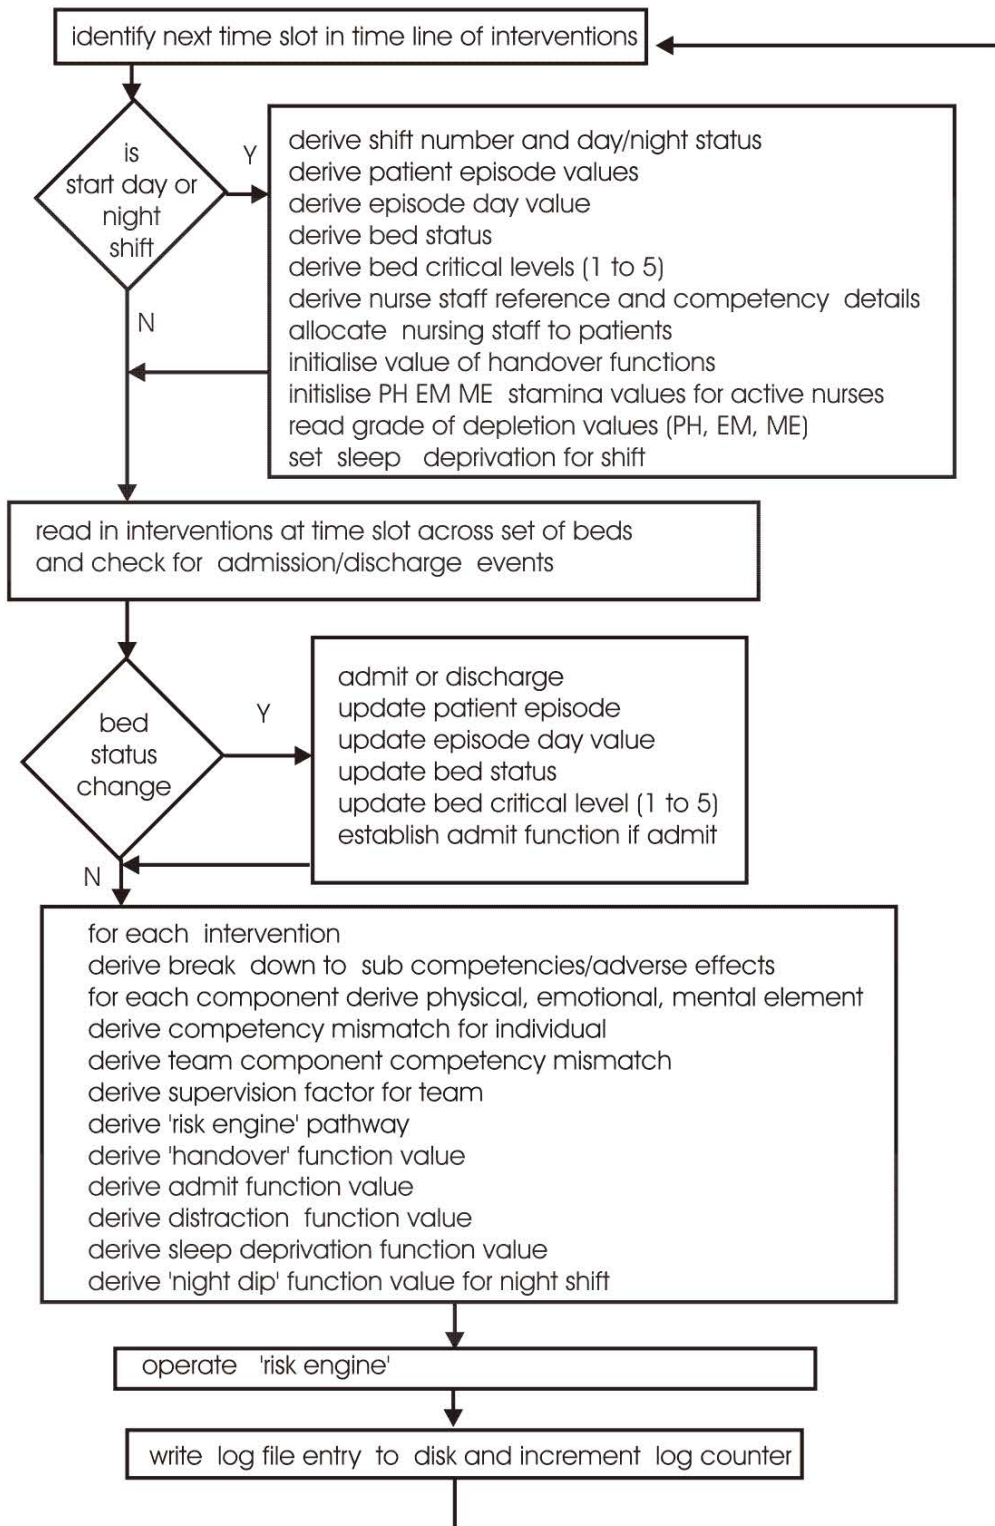 identify next time slot in time line of interventions
is
start day or
night
shift
Y
N
derive shift number and day/night status
derive patient episode values
derive episode day value
derive bed status
derive bed critical levels (1 to 5)
derive nurse staff reference and competency details
allocate nursing staff to patients
initialise value of handover functions
initislise PH EM ME stamina values for active nurses
read grade of depletion values (PH, EM, ME)
set sleep deprivation for shift
read in interventions at time slot across set of beds
and check for admission/discharge events
bed
status
change
Y
N
admit or discharge
update patient episode
update episode day value
update bed status
update bed critical level (1 to 5)
establish admit function if admit
for each intervention
derive break down to sub competencies/adverse effects
for each component derive physical, emotional, mental element
derive competency mismatch for individual
derive team component competency mismatch
derive supervision factor for team
derive 'risk engine' pathway
derive 'handover' function value
derive admit function value
derive distraction function value
derive sleep deprivation function value
derive 'night dip' function value for night shift
operate 'risk engine'
write log file entry to disk and increment log counter